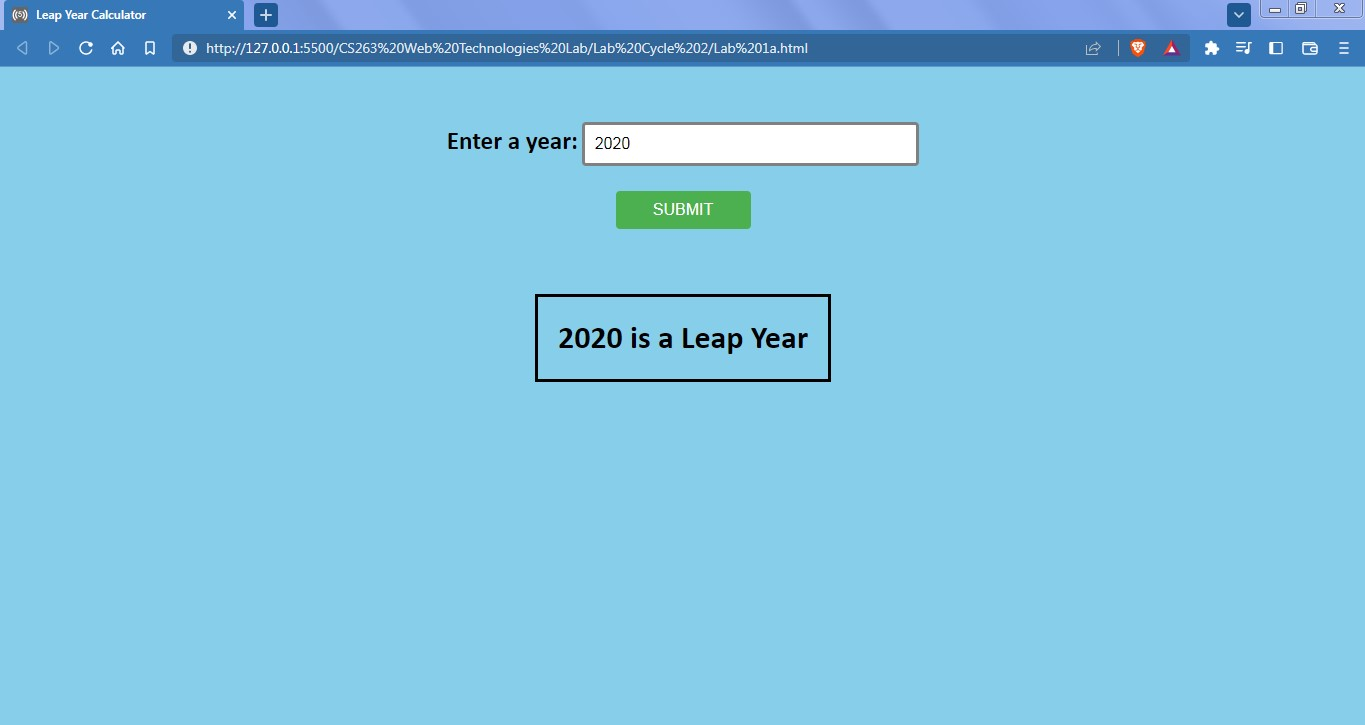 Leap Year Calculator
http://127.0.0.1:5500/CS263%20Web%20Technologies%20Lab/Lab%20Cycle%202/Lab%201a.html
Enter a year: 2020
SUBMIT
2020 is a Leap Year